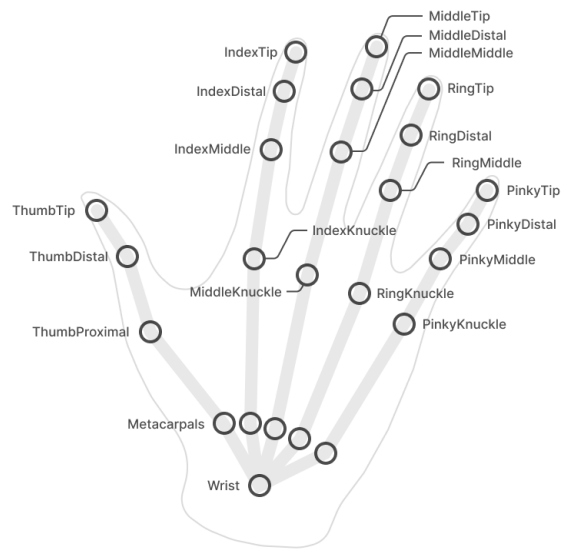 MiddleTip
MiddleDistal
IndexTip
MiddleMiddle
IndexDistal
RingTip
RingDistal
IndexMiddle
RingMiddle
PinkyTip
ThumbTip
PinkyDistal
IndexKnuckle
ThumbDistal
PinkyMiddle
MiddleKnuckle
RingKnuckle
PinkyKnuckle
ThumbProximal
Metacarpals
Wrist